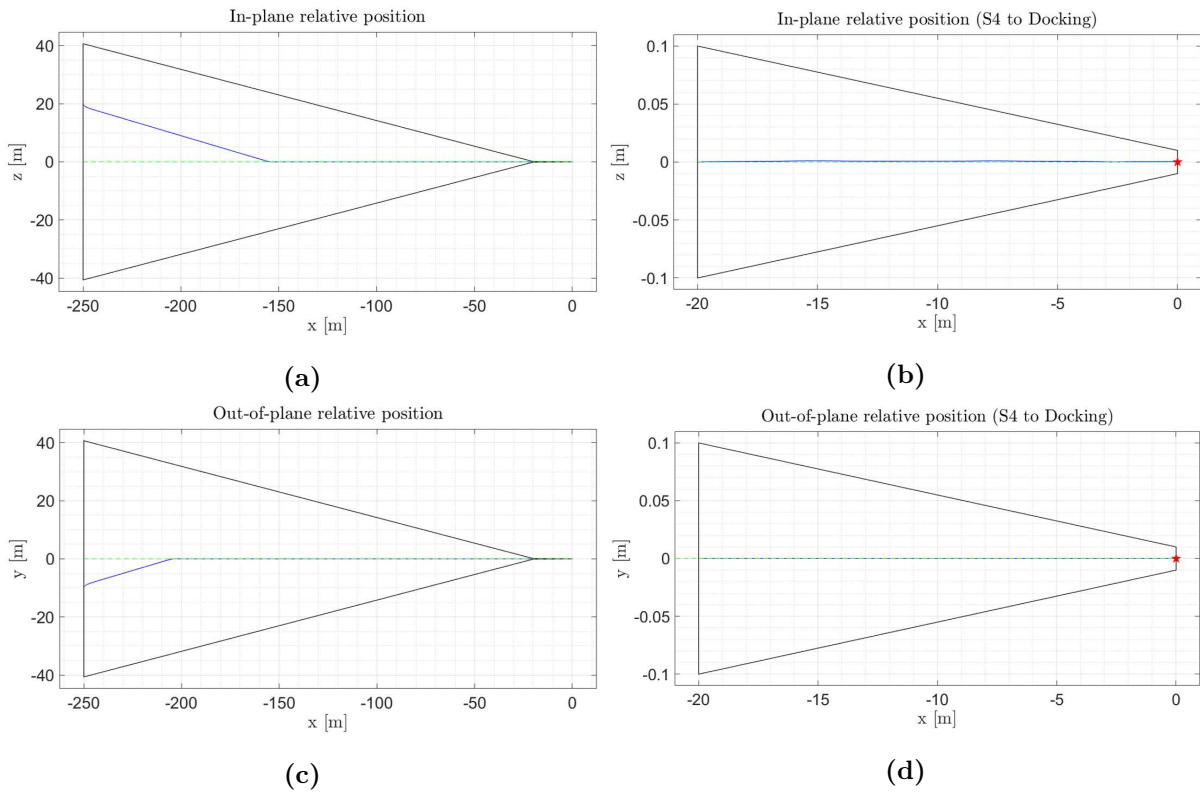 In-plane relative position
40
20
0
-20
-40
z [m]
-250 -200 -150 -100 -50 0
x [m]
(a)
In-plane relative position (S4 to Docking)
0.1
0.05
0
-0.05
-0.1
z [m]
-20 -15 -10 -5 0
x [m]
(b)
Out-of-plane relative position
40
20
0
-20
-40
y [m]
-250 -200 -150 -100 -50 0
x [m]
(c)
Out-of-plane relative position (S4 to Docking)
0.1
0.05
0
-0.05
-0.1
y [m]
-20 -15 -10 -5 0
x [m]
(d)